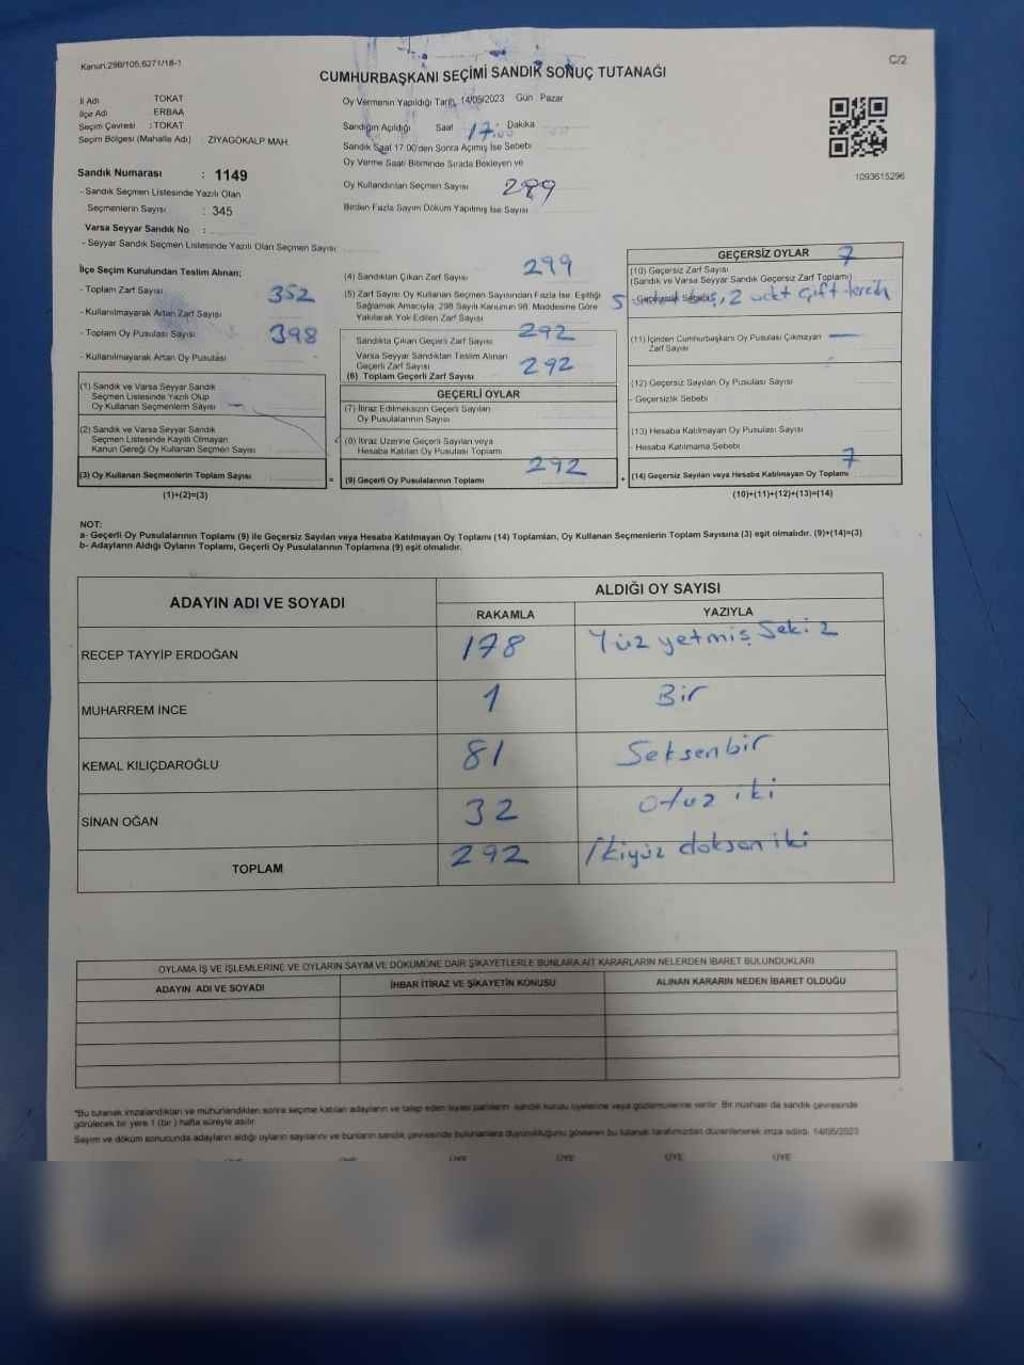 Kanun:298/105,6271/18-1
C/2
CUMHURBAŞKANI SEÇİMİ SANDIK SONUÇ TUTANAĞI
İl Adı TOKAT
İlçe Adı ERBAA
Seçim Çevresi : TOKAT
Seçim Bölgesi (Mahalle Adı) : ZİYAGÖKALP MAH.
Sandık Numarası : 1149
- Sandık Seçmen Listesinde Yazılı Olan
Seçmenlerin Sayısı : 345
Varsa Seyyar Sandık No :
- Seyyar Sandık Seçmen Listesinde Yazılı Olan Seçmen Sayısı
Oy Vermenin Yapıldığı Tarih, 14/05/2023 Gün : Pazar
Sandığın Açıldığı Saat 17:00 Dakika
Sandık Saat 17.00'den Sonra Açılmış İse Sebebi
Oy Verme Saati Bitiminde Sırada Bekleyen ve
Oy Kullandırılan Seçmen Sayısı 299
Birden Fazla Sayım Döküm Yapılmış İse Sayısı
1093615296
İlçe Seçim Kurulundan Teslim Alınan;
- Toplam Zarf Sayısı 352
- Kullanılmayarak Artan Zarf Sayısı
- Toplam Oy Pusulası Sayısı 398
- Kullanılmayarak Artan Oy Pusulası
(1) Sandık ve Varsa Seyyar Sandık
Seçmen Listesinde Yazılı Olup
Oy Kullanan Seçmenlerin Sayısı
(2) Sandık ve Varsa Seyyar Sandık
Seçmen Listesinde Kayıtlı Olmayan
Kanun Gereği Oy Kullanan Seçmen Sayısı
(3) Oy Kullanan Seçmenlerin Toplam Sayısı
(1)+(2)=(3)
(4) Sandıktan Çıkan Zarf Sayısı 299
(5) Zarf Sayısı Oy Kullanan Seçmen Sayısından Fazla İse, Eşitliği
Sağlamak Amacıyla, 298 Sayılı Kanunun 98. Maddesine Göre
Yakılarak Yok Edilen Zarf Sayısı
Sandıkta Çıkan Geçerli Zarf Sayısı 292
Varsa Seyyar Sandıktan Teslim Alınan
Geçerli Zarf Sayısı
(6) Toplam Geçerli Zarf Sayısı 292
GEÇERLİ OYLAR
(7) İtiraz Edilmeksizin Geçerli Sayılan
Oy Pusulalarının Sayısı
(8) İtiraz Üzerine Geçerli Sayılan veya
Hesaba Katılan Oy Pusulası Toplamı
(9) Geçerli Oy Pusulalarının Toplamı 292
GEÇERSİZ OYLAR
(10) Geçersiz Zarf Sayısı 7
(Sandık ve Varsa Seyyar Sandık Geçersiz Zarf Toplamı)
- Geçersizlik Sebebi 5 , 2 adet çift tercih
(11) İçinden Cumhurbaşkanı Oy Pusulası Çıkmayan
Zarf Sayısı
(12) Geçersiz Sayılan Oy Pusulası Sayısı
- Geçersizlik Sebebi
(13) Hesaba Katılmayan Oy Pusulası Sayısı
- Hesaba Katılmama Sebebi
(14) Geçersiz Sayılan veya Hesaba Katılmayan Oy Toplamı 7
(10)+(11)+(12)+(13)=(14)
NOT:
a- Geçerli Oy Pusulalarının Toplamı (9) ile Geçersiz Sayılan veya Hesaba Katılmayan Oy Toplamı (14) Toplamları, Oy Kullanan Seçmenlerin Toplam Sayısına (3) eşit olmalıdır. (9)+(14)=(3)
b- Adayların Aldığı Oyların Toplamı, Geçerli Oy Pusulalarının Toplamına (9) eşit olmalıdır.
ADAYIN ADI VE SOYADI
ALDIĞI OY SAYISI
RAKAMLA YAZIYLA
RECEP TAYYİP ERDOĞAN 178 Yüz yetmiş Sekiz
MUHARREM İNCE 1 Bir
KEMAL KILIÇDAROĞLU 81 Seksenbir
SİNAN OĞAN 32 otuz iki
TOPLAM 292 İkiyüz doksan iki
OYLAMA İŞ VE İŞLEMLERİNE VE OYLARIN SAYIM VE DÖKÜMÜNE DAİR ŞİKAYETLERLE BUNLARA AİT KARARLARIN NELERDEN İBARET BULUNDUKLARI
ADAYIN ADI VE SOYADI İHBAR İTİRAZ VE ŞİKAYETİN KONUSU ALINAN KARARIN NEDEN İBARET OLDUĞU
*Bu tutanak imzalandıktan ve mühürlendikten sonra seçime katılan adayların ve talep eden siyasi partilerin sandık kurulu üyelerine veya gözlemcilerine verilir. Bir nüshası da sandık çevresinde
görülecek bir yere 1 (bir) hafta süreyle asılır.
Sayım ve döküm sonucunda adayların aldığı oyların sayılarını ve bunların sandık çevresinde bulunanlara duyurulduğunu gösteren bu tutanak tarafımızdan düzenlenerek imza edildi. 14/05/2023
ÜYE ÜYE ÜYE ÜYE